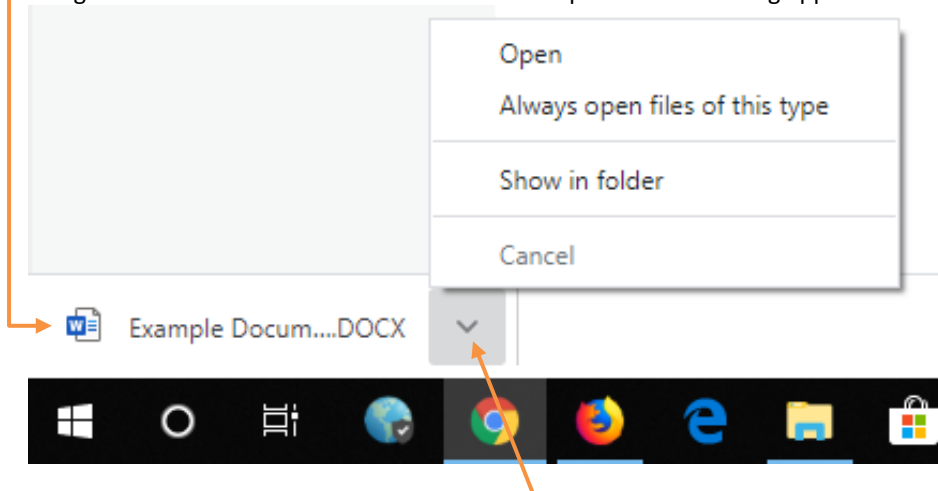 Open
Always open files of this type
Show in folder
Cancel
Example Docum....DOCX